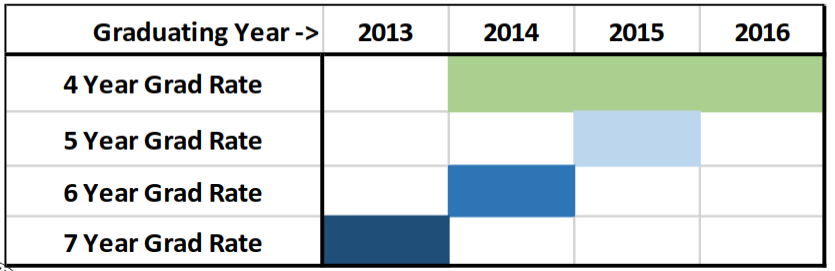 Graduating Year -> 2013 2014 2015 2016
4 Year Grad Rate
5 Year Grad Rate
6 Year Grad Rate
7 Year Grad Rate